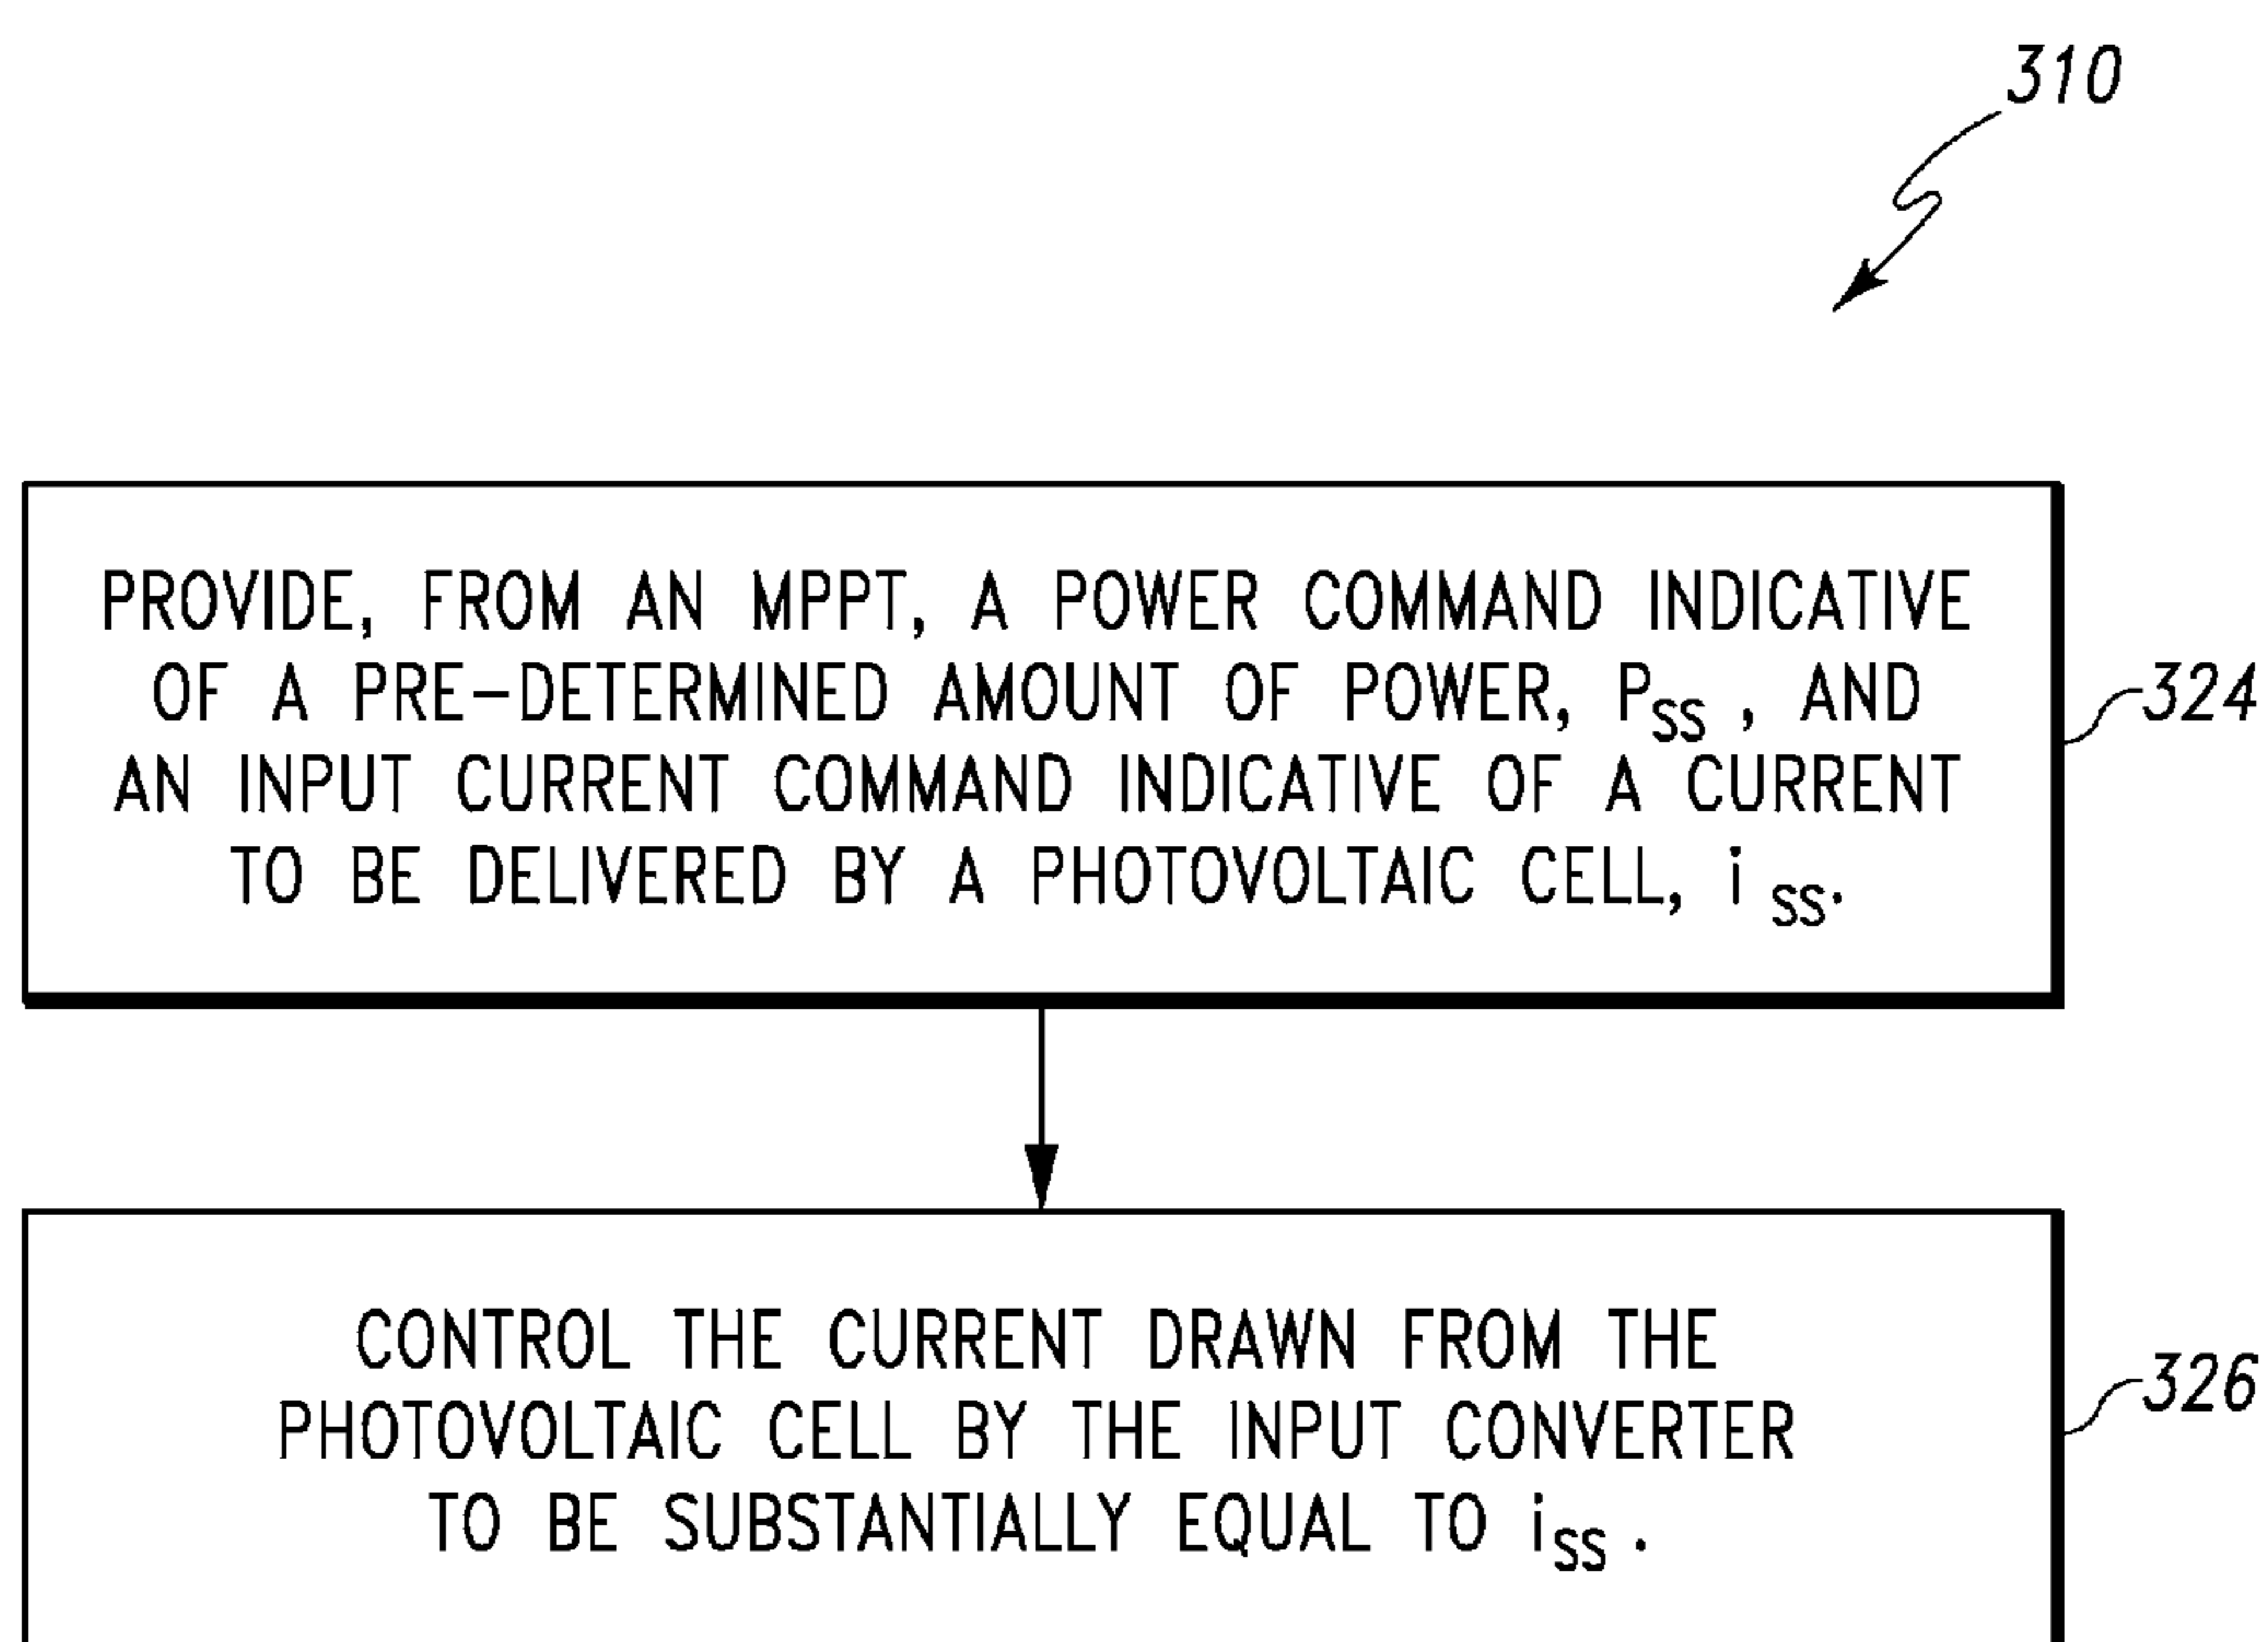 310
PROVIDE, FROM AN MPPT, A POWER COMMAND INDICATIVE
OF A PRE-DETERMINED AMOUNT OF POWER, PSS , AND
324
AN INPUT CURRENT COMMAND INDICATIVE OF A CURRENT
TO BE DELIVERED BY A PHOTOVOLTAIC CELL, i SS.
CONTROL THE CURRENT DRAWN FROM THE
326
PHOTOVOLTAIC CELL BY THE INPUT CONVERTER
TO BE SUBSTANTIALLY EQUAL TO iSS .